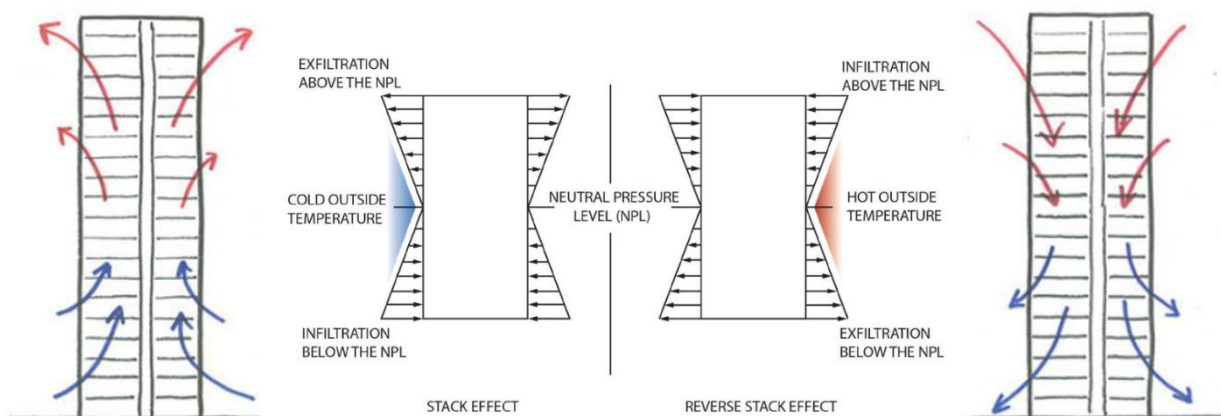 EXFILTRATION
ABOVE THE NPL
COLD OUTSIDE
TEMPERATURE
INFILTRATION
BELOW THE NPL
STACK EFFECT
NEUTRAL PRESSURE
LEVEL (NPL)
INFILTRATION
ABOVE THE NPL
HOT OUTSIDE
TEMPERATURE
EXFILTRATION
BELOW THE NPL
REVERSE STACK EFFECT